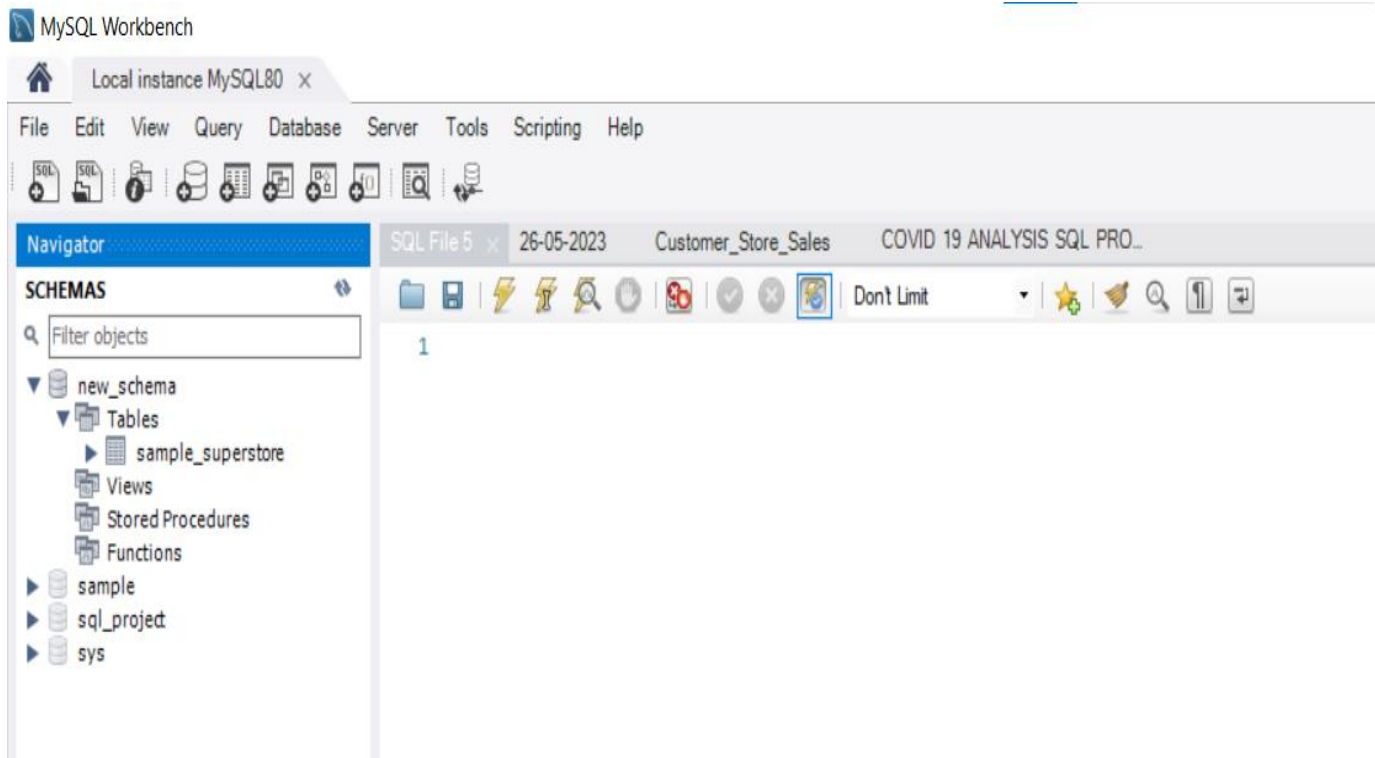 MySQL Workbench
Local instance MySQL80 ×
File Edit View Query Database Server Tools Scripting Help
Navigator
SCHEMAS
Filter objects
new_schema
Tables
sample_superstore
Views
Stored Procedures
Functions
sample
sql_project
sys
SQL File 5 × 26-05-2023 Customer_Store_Sales COVID 19 ANALYSIS SQL PRO...
Don't Limit
1